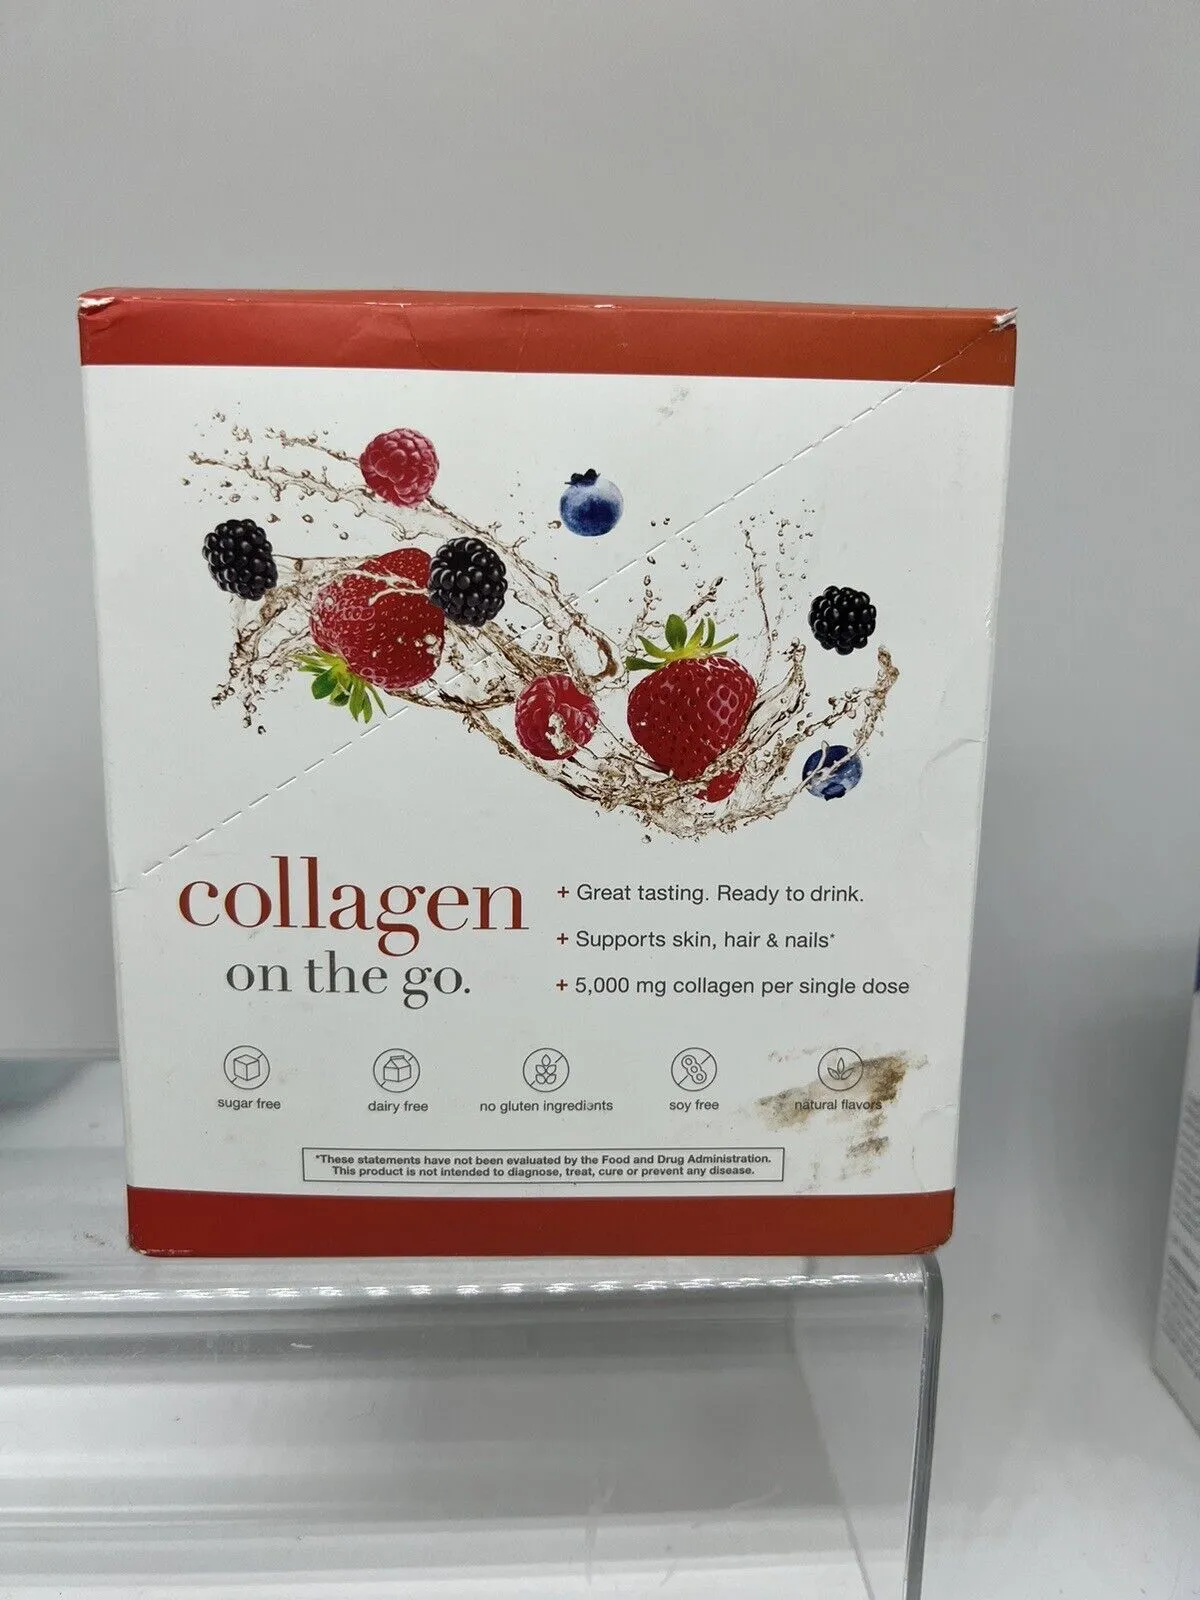 collagen
on the go.
+ Great tasting. Ready to drink.
+ Supports skin, hair & nails*
+ 5,000 mg collagen per single dose
sugar free
dairy free
no gluten ingredients
soy free
natural flavors
*These statements have not been evaluated by the Food and Drug Administration.
This product is not intended to diagnose, treat, cure or prevent any disease.